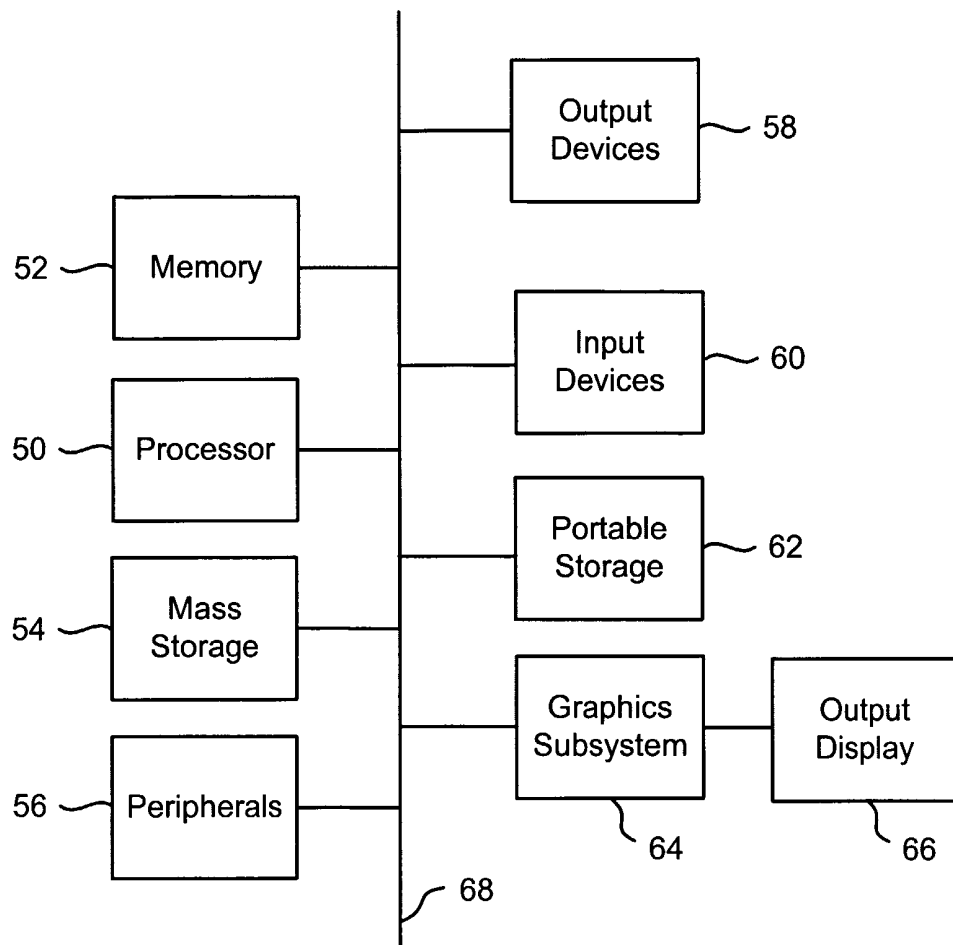 Output
Devices
58
52
Memory
Input
Devices
60
50
Processor
Portable
Storage
62
54
Mass
Storage
Graphics
Subsystem
Output
Display
56
Peripherals
64
66
68